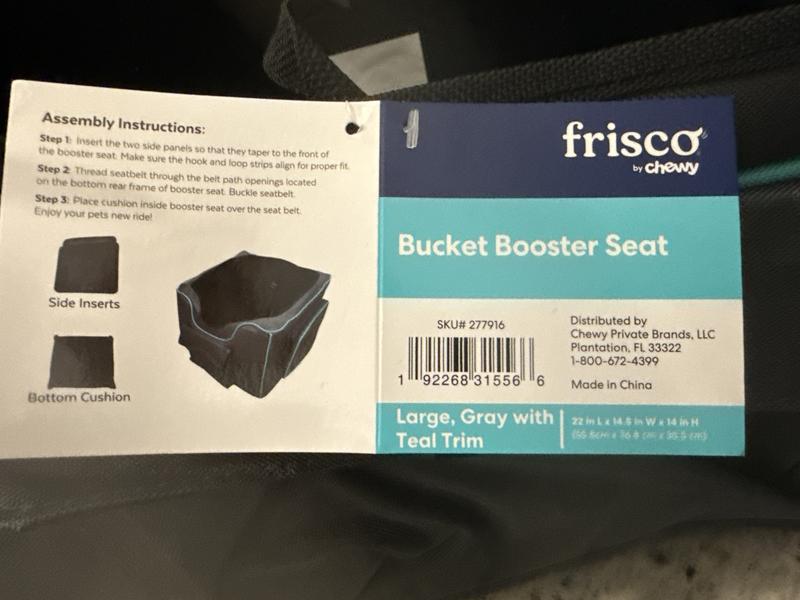 Assembly Instructions:
Step 1: Insert the two side panels so that they taper to the front of
the booster seat. Make sure the hook and loop strips align for proper fit.
Step 2: Thread seatbelt through the belt path openings located
on the bottom rear frame of booster seat. Buckle seatbelt.
Step 3: Place cushion inside booster seat over the seat belt.
Enjoy your pets new ride!
Side Inserts
Bottom Cushion
frisco
by chewy
Bucket Booster Seat
SKU# 277916
1 92268 31556 6
Distributed by
Chewy Private Brands, LLC
Plantation, FL 33322
1-800-672-4399
Made in China
Large, Gray with
Teal Trim
22 in L x 14.5 in W x 14 in H